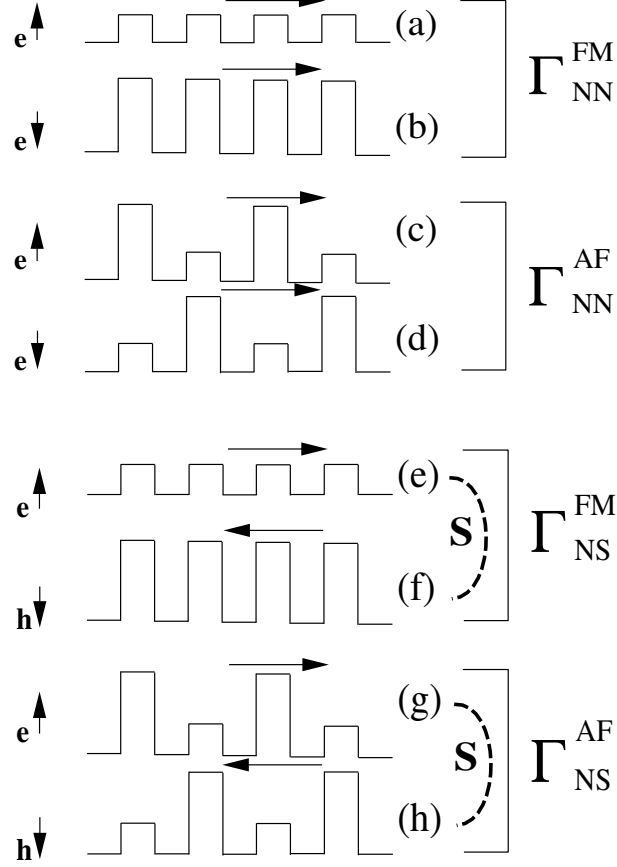 e (a)
Γ FM NN
e (b)
e (c)
Γ AF NN
e (d)
e (e)
S Γ FM NS
h (f)
e (g)
S Γ AF NS
h (h)